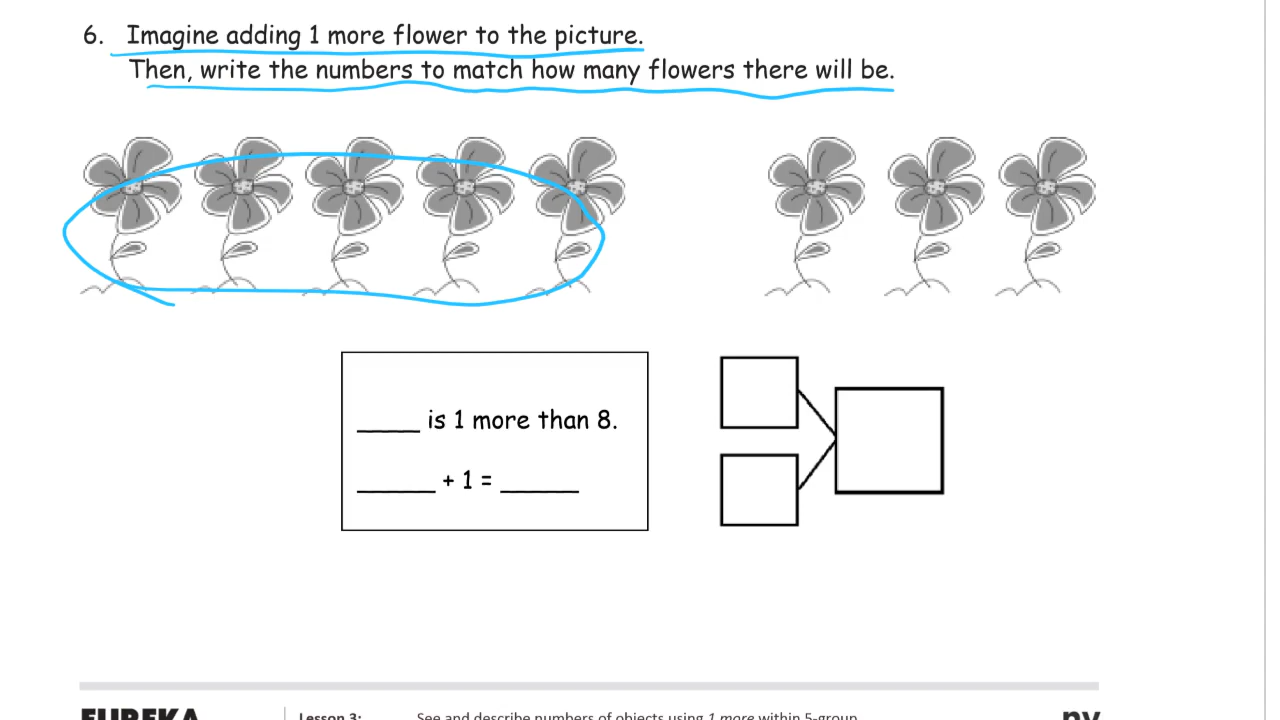 6. Imagine adding 1 more flower to the picture.
Then, write the numbers to match how many flowers there will be.
_____ is 1 more than 8.
______ + 1 = ______
EUREKA
Lesson 3: See and describe numbers of objects using 1 more within 5-group
ny